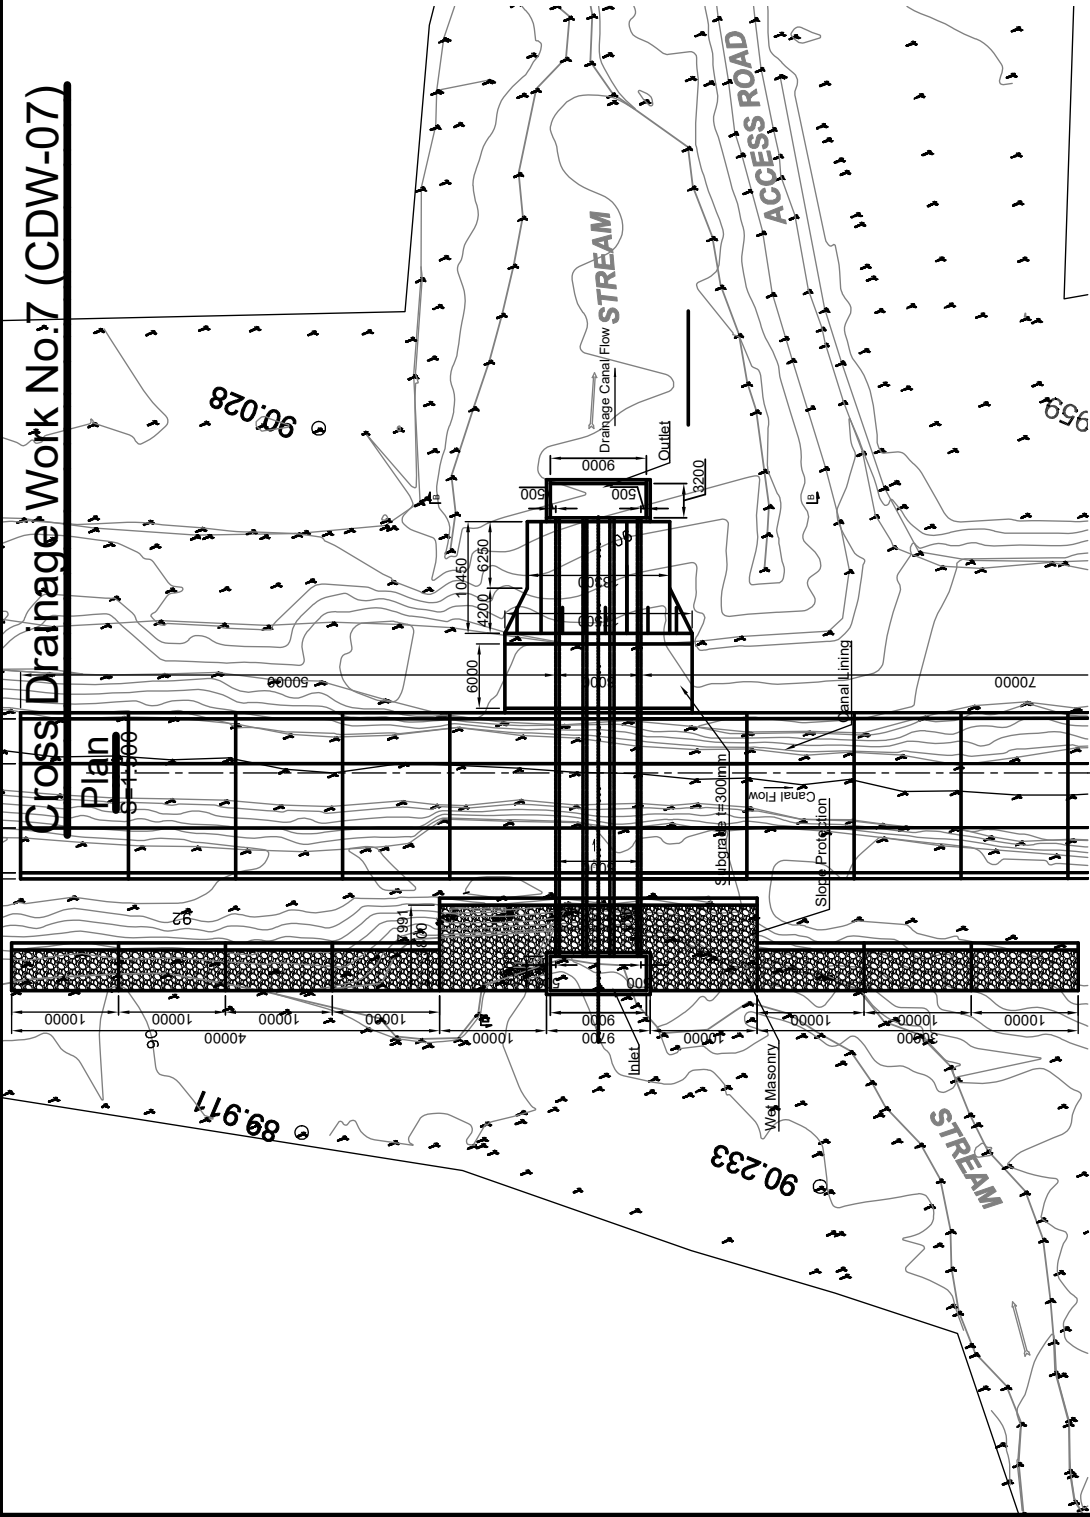 Cross Drainage Work No:7 (CDW-07)
Plan
S=1:500
STREAM
ACCESS ROAD
90.028
Drainage Canal Flow
9000
Outlet
500
500
3200
B
B
90
10450
6250
4200
6000
50000
70000
Canal Lining
Canal Flow
Subgrade t=300mm
Slope Protection
92
10000
10000
10000
10000
40000
10000
9000
9700
10000
10000
10000
10000
30000
90
Inlet
Wet Masonry
89.911
90.233
STREAM